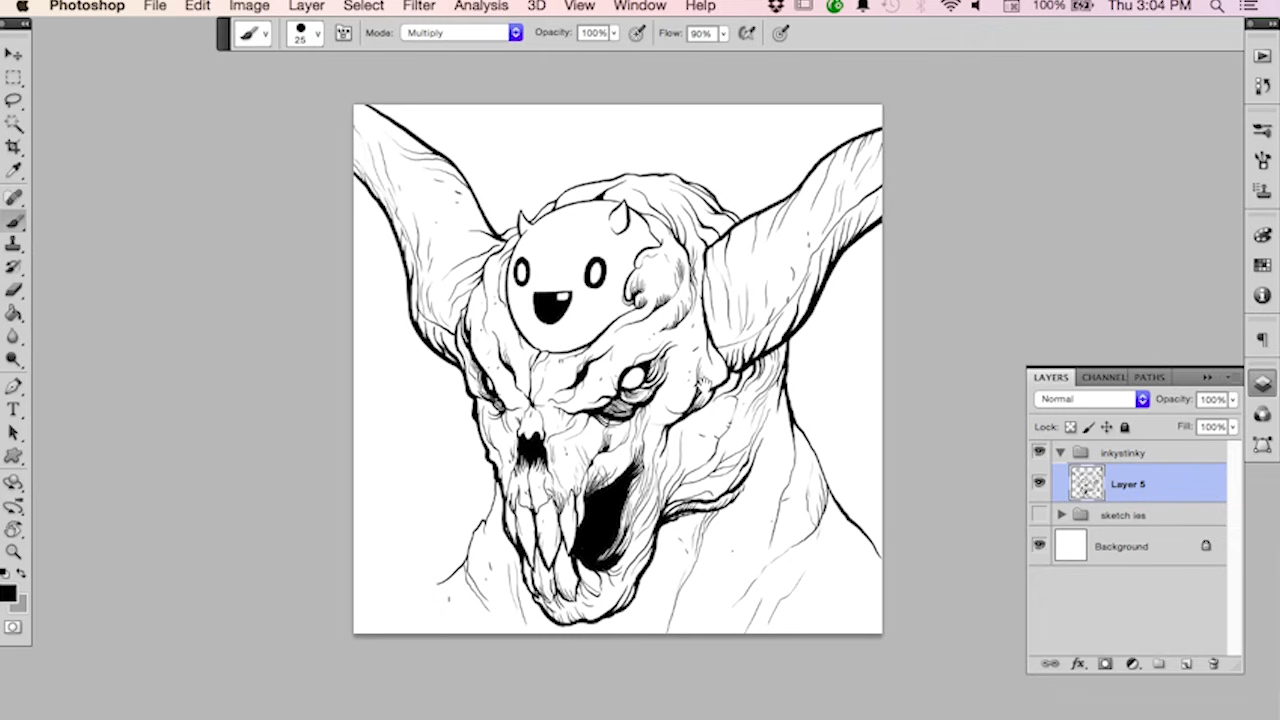 Photoshop File Edit Image Layer Select Filter Analysis 3D View Window Help 100% Thu 3:04 PM
25 Mode: Multiply Opacity: 100% Flow: 90%
LAYERS CHANNEL PATHS
Normal Opacity: 100%
Lock: Fill: 100%
inkystinky
Layer 5
sketch ies
Background